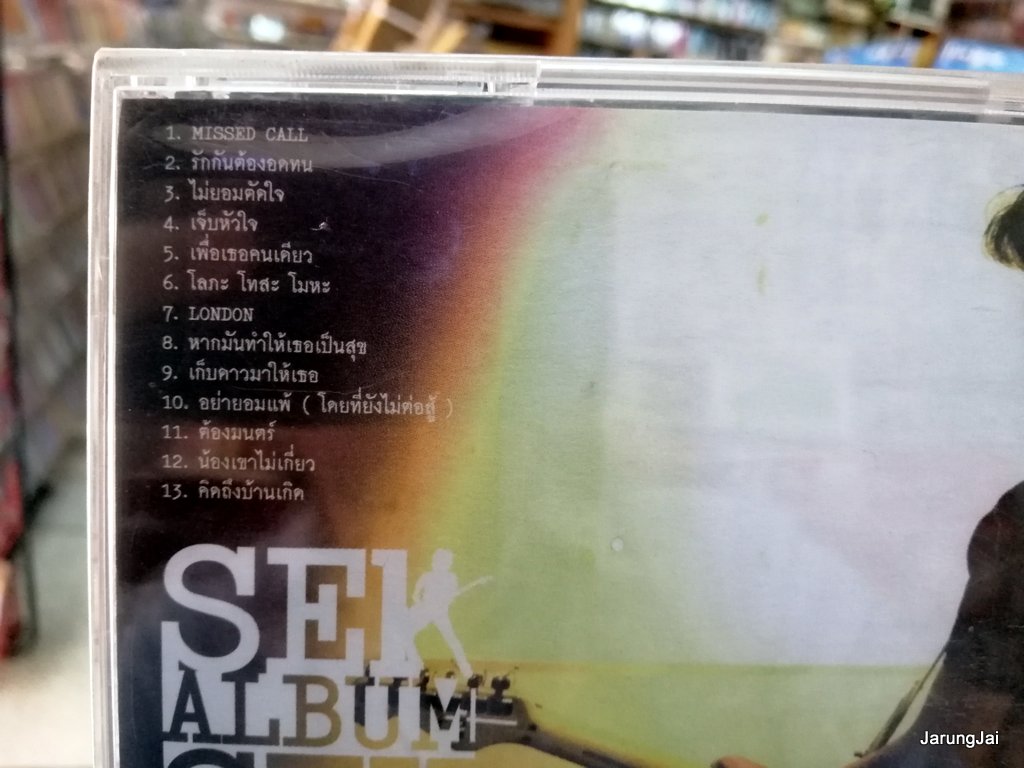 1. MISSED CALL
2. รักกันต้องอดทน
3. ไม่ยอมตัดใจ
4. เจ็บหัวใจ
5. เพื่อเธอคนเดียว
6. โลภะ โทสะ โมหะ
7. LONDON
8. หากมันทำให้เธอเป็นสุข
9. เก็บดาวมาให้เธอ
10. อย่ายอมแพ้ ( โดยที่ยังไม่ต่อสู้ )
11. ต้องมนตร์
12. น้องเขาไม่เกี่ยว
13. คิดถึงบ้านเกิด
SEK
ALBUM
JarungJai